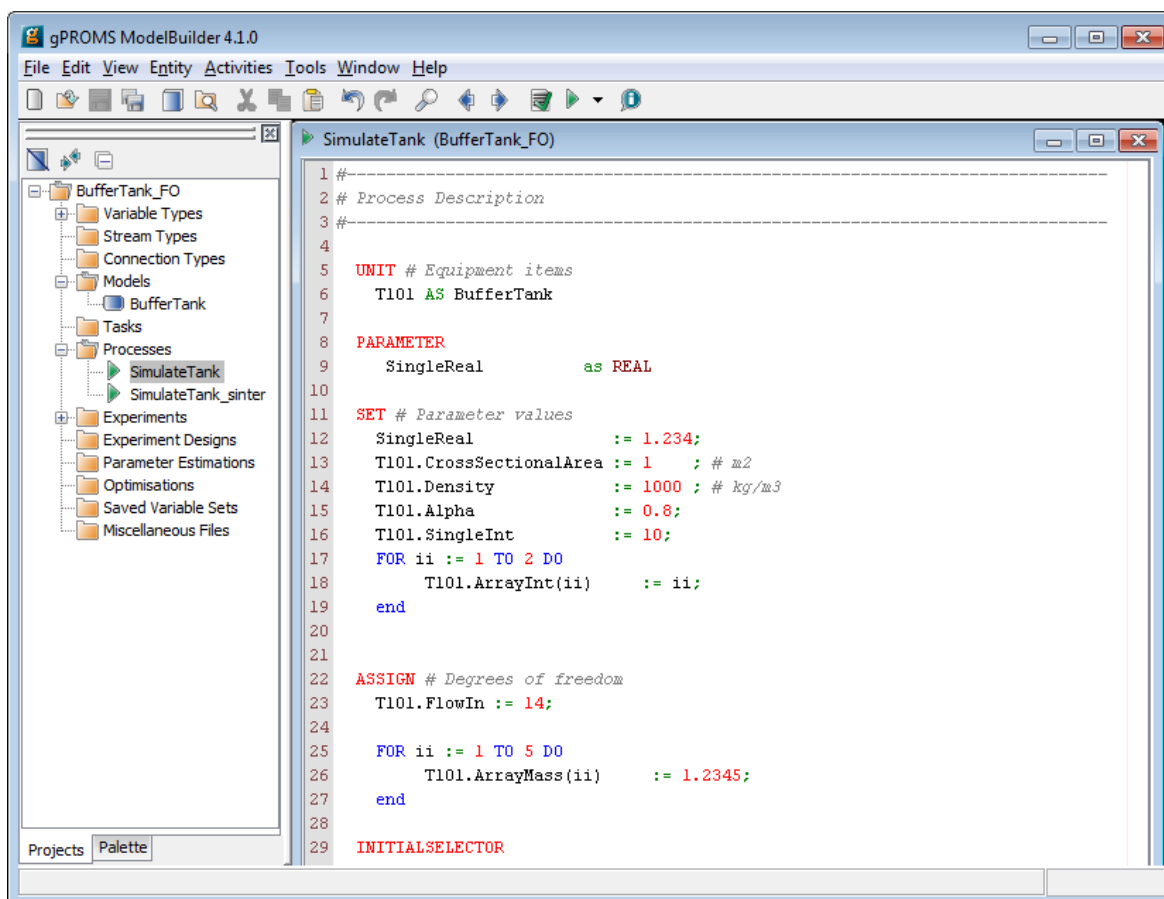 gPROMS ModelBuilder 4.1.0
File Edit View Entity Activities Tools Window Help
BufferTank_FO
Variable Types
Stream Types
Connection Types
Models
BufferTank
Tasks
Processes
SimulateTank
SimulateTank_sinter
Experiments
Experiment Designs
Parameter Estimations
Optimisations
Saved Variable Sets
Miscellaneous Files
Projects Palette
SimulateTank (BufferTank_FO)
1 #------------------------------------------------------------------------------
2 # Process Description
3 #------------------------------------------------------------------------------
4
5 UNIT # Equipment items
6 T101 AS BufferTank
7
8 PARAMETER
9 SingleReal as REAL
10
11 SET # Parameter values
12 SingleReal := 1.234;
13 T101.CrossSectionalArea := 1 ; # m2
14 T101.Density := 1000 ; # kg/m3
15 T101.Alpha := 0.8;
16 T101.SingleInt := 10;
17 FOR ii := 1 TO 2 DO
18 T101.ArrayInt(ii) := ii;
19 end
20
21
22 ASSIGN # Degrees of freedom
23 T101.FlowIn := 14;
24
25 FOR ii := 1 TO 5 DO
26 T101.ArrayMass(ii) := 1.2345;
27 end
28
29 INITIALSELECTOR